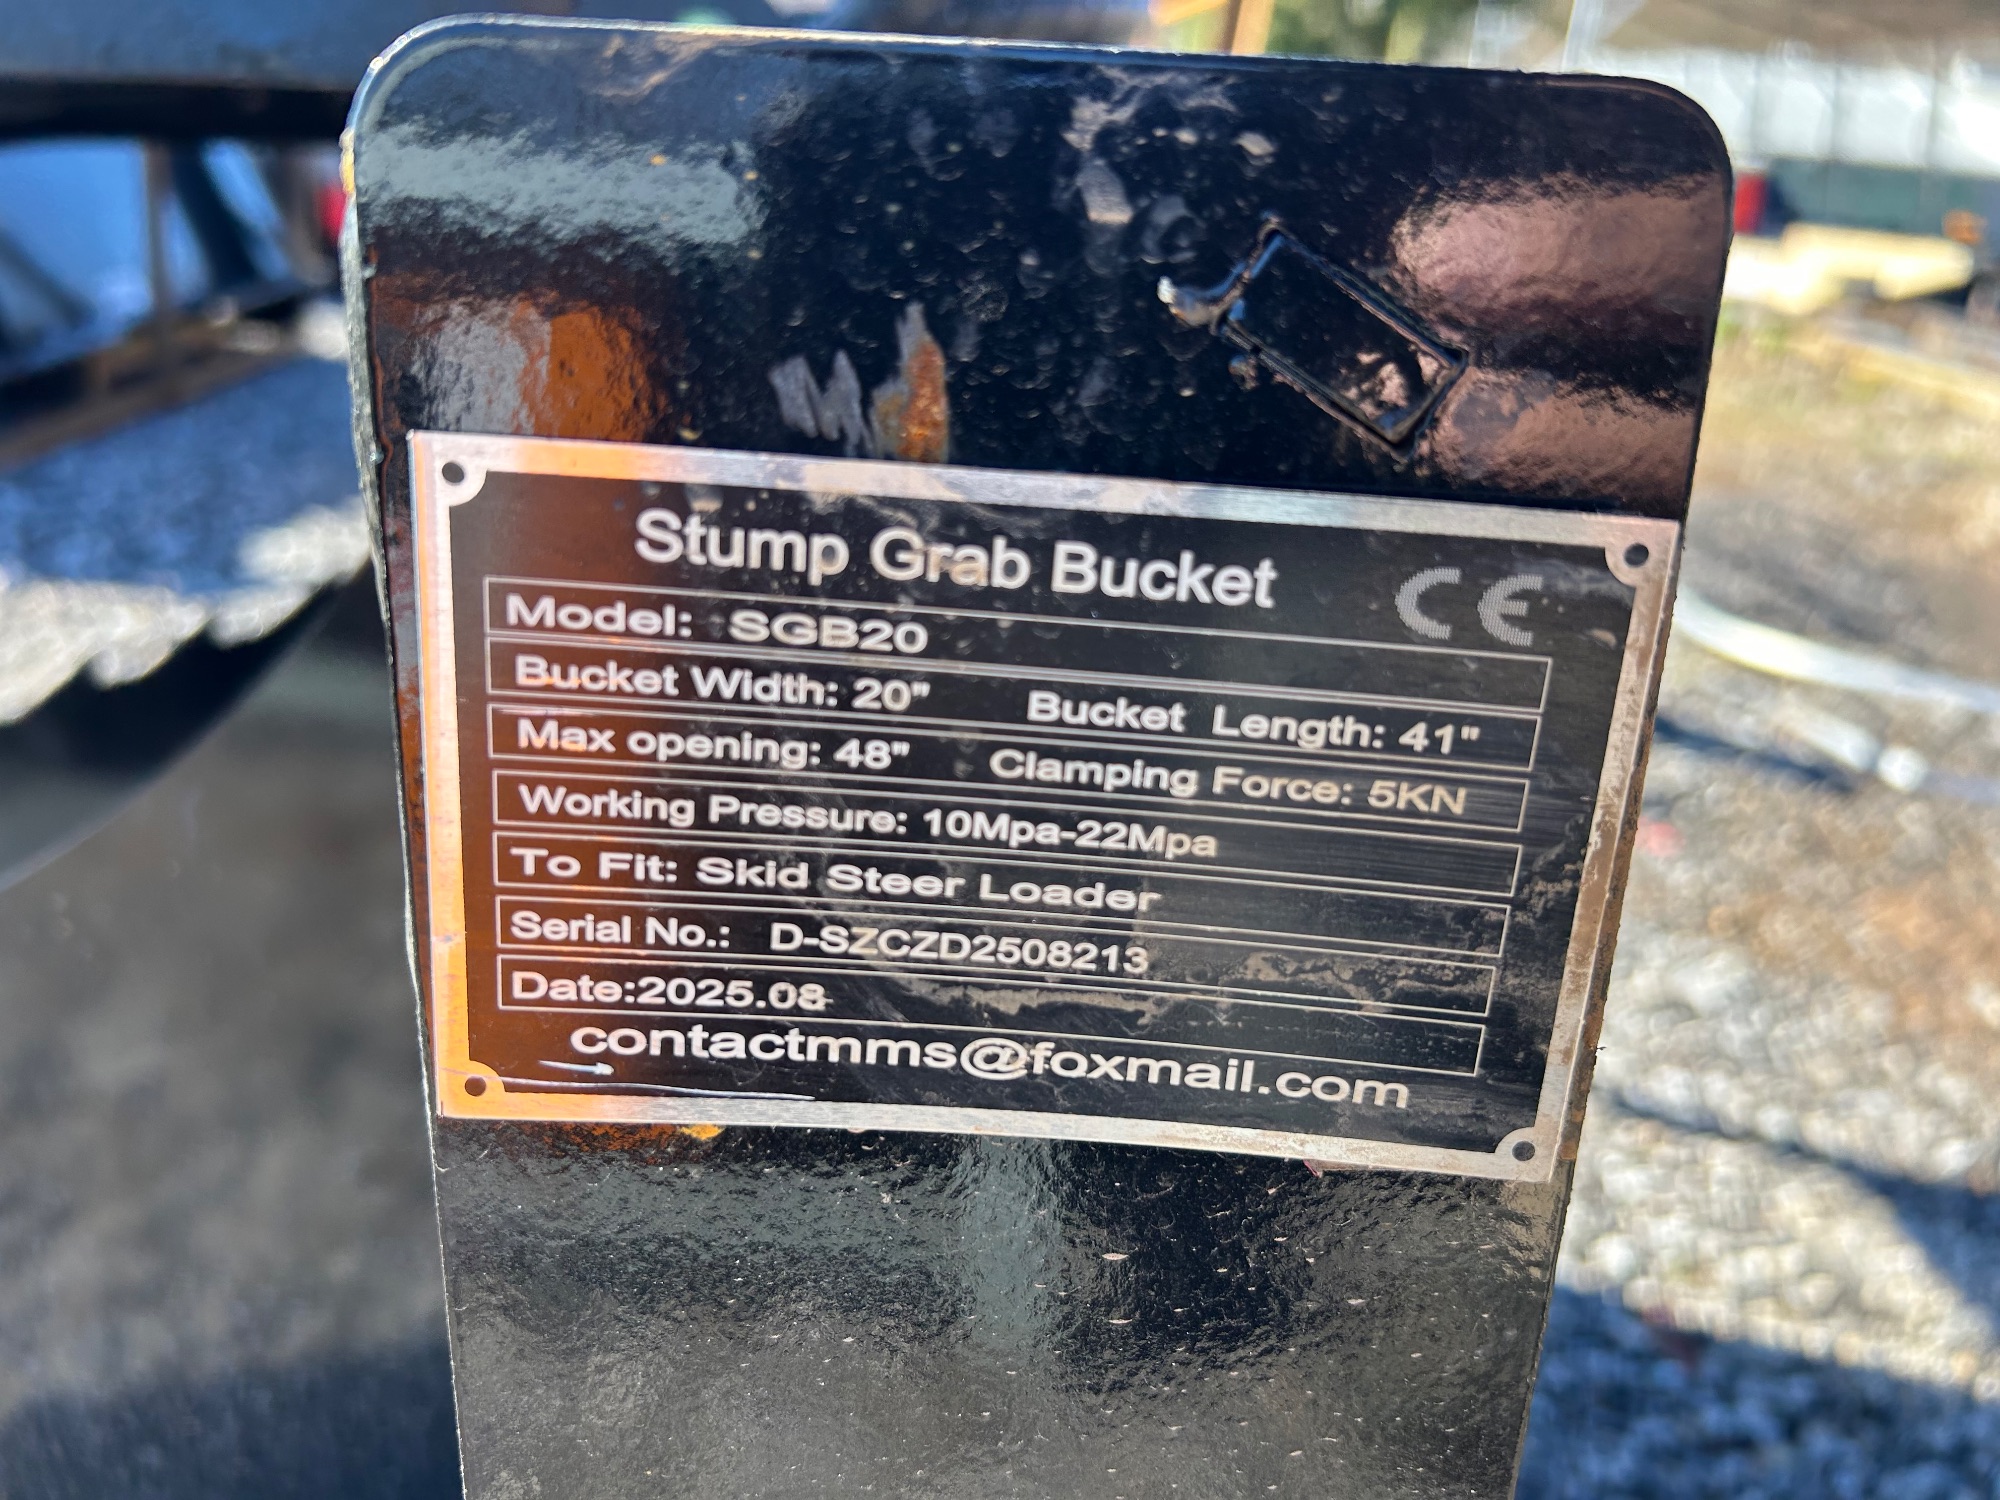 Stump Grab Bucket
CE
Model: SGB20
Bucket Width: 20" Bucket Length: 41"
Max opening: 48" Clamping Force: 5KN
Working Pressure: 10Mpa-22Mpa
To Fit: Skid Steer Loader
Serial No.: D-SZCZD2508213
Date:2025.08
contactmms@foxmail.com